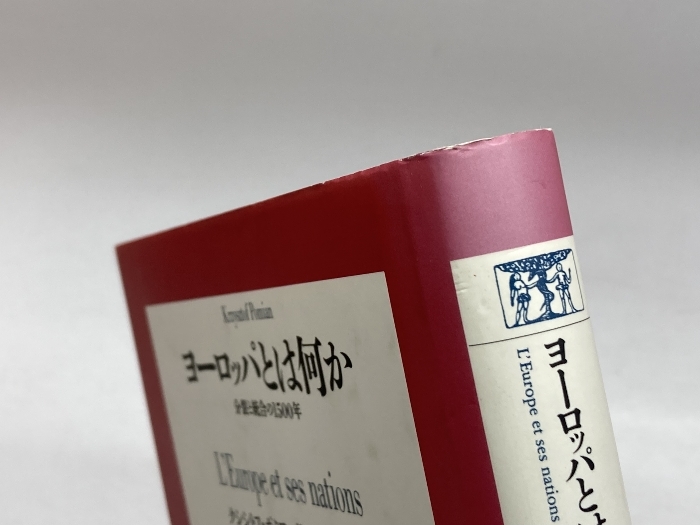 Krzysztof Pomian
ヨーロッパとは何か
分裂と統合の1500年
L'Europe et ses nations
ヨーロッパと
L'Europe et ses nations